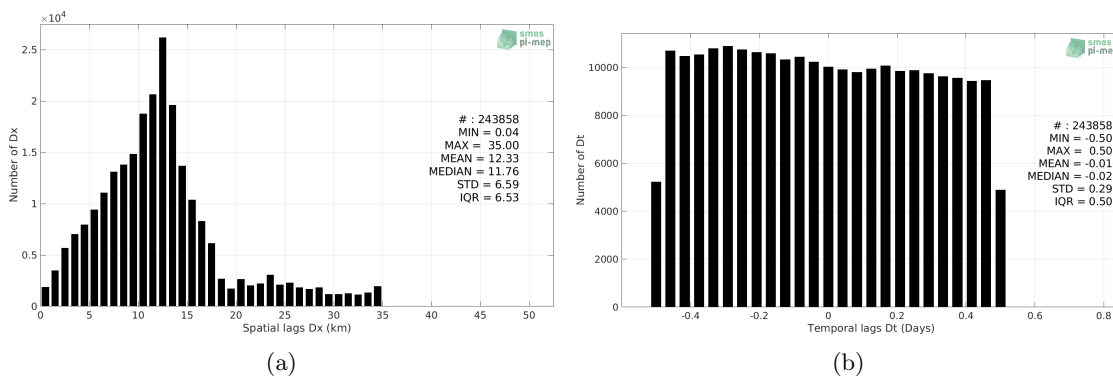 ×10⁴
smos
pi-mep
2.5
2
1.5
1
0.5
0
Number of Dx
# : 243858
MIN = 0.04
MAX = 35.00
MEAN = 12.33
MEDIAN = 11.76
STD = 6.59
IQR = 6.53
0 5 10 15 20 25 30 35 40 45 50
Spatial lags Dx (km)
(a)
smos
pi-me
10000
8000
6000
4000
2000
0
Number of Dt
# : 243858
MIN = -0.50
MAX = 0.50
MEAN = -0.01
MEDIAN = -0.02
STD = 0.29
IQR = 0.50
-0.4 -0.2 0 0.2 0.4 0.6 0.8
Temporal lags Dt (Days)
(b)